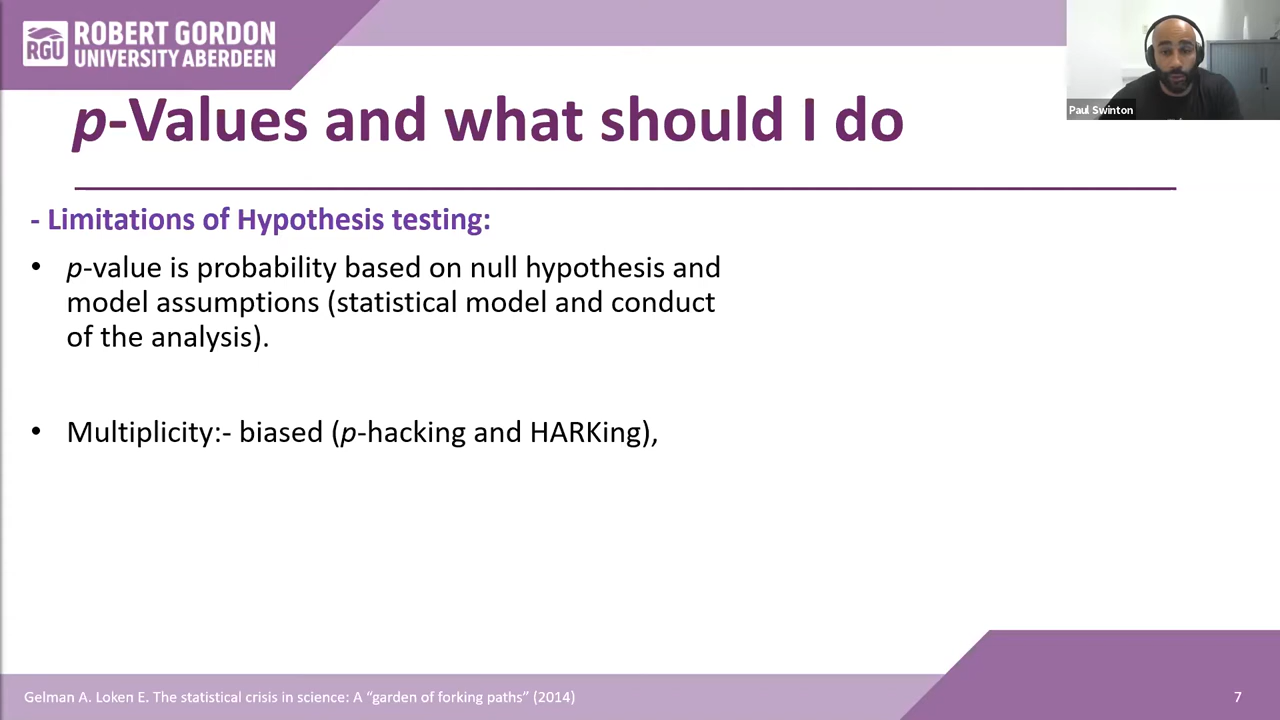 RGU
ROBERT GORDON
UNIVERSITY ABERDEEN
Paul Swinton
p-Values and what should I do
- Limitations of Hypothesis testing:
• p-value is probability based on null hypothesis and
model assumptions (statistical model and conduct
of the analysis).
• Multiplicity:- biased (p-hacking and HARKing),
Gelman A. Loken E. The statistical crisis in science: A “garden of forking paths” (2014)
7